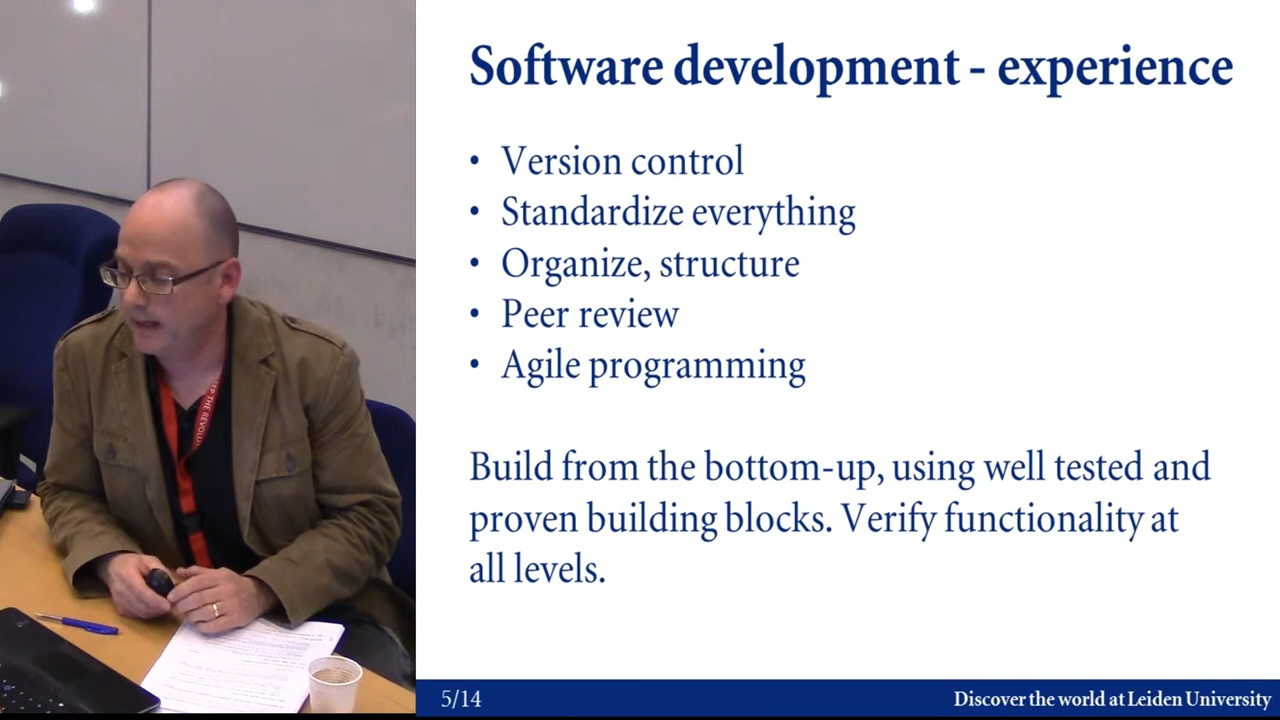 Software development - experience
• Version control
• Standardize everything
• Organize, structure
• Peer review
• Agile programming
Build from the bottom-up, using well tested and
proven building blocks. Verify functionality at
all levels.
5/14
Discover the world at Leiden University